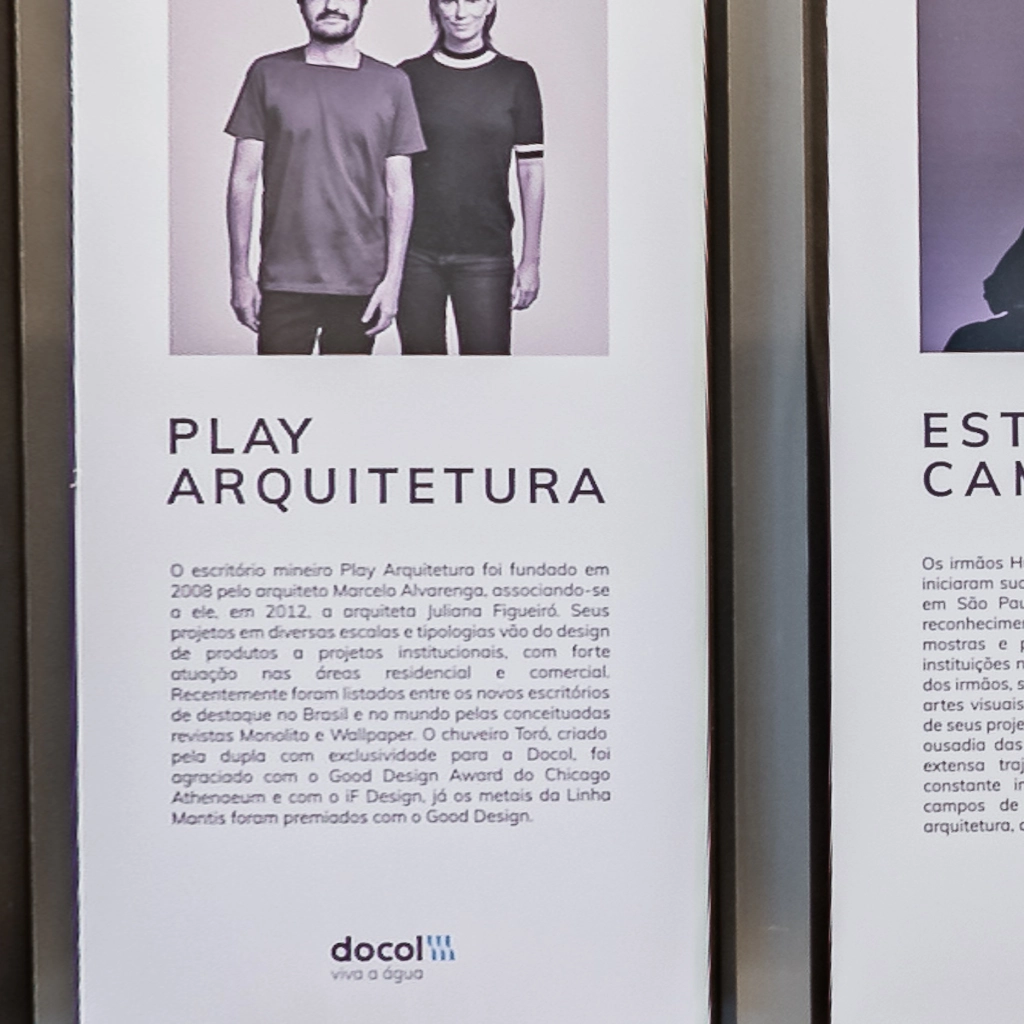 PLAY
ARQUITETURA
O escritório mineiro Play Arquitetura foi fundado em
2008 pelo arquiteto Marcelo Alvarenga, associando-se
a ele, em 2012, a arquiteta Juliana Figueiró. Seus
projetos em diversas escalas e tipologias vão do design
de produtos a projetos institucionais, com forte
atuação nas áreas residencial e comercial.
Recentemente foram listados entre os novos escritórios
de destaque no Brasil e no mundo pelas conceituadas
revistas Monolito e Wallpaper. O chuveiro Toró, criado
pela dupla com exclusividade para a Docol, foi
agraciado com o Good Design Award do Chicago
Athenaeum e com o iF Design, já os metais da Linha
Mantis foram premiados com o Good Design.
docol
viva a água
EST
CAM
Os irmãos
iniciaram
em São
reconhecimen
mostras e
instituições
dos irmãos,
artes visuais
de seus proje
ousadia das
extensa traj
constante
campos de
arquitetura,